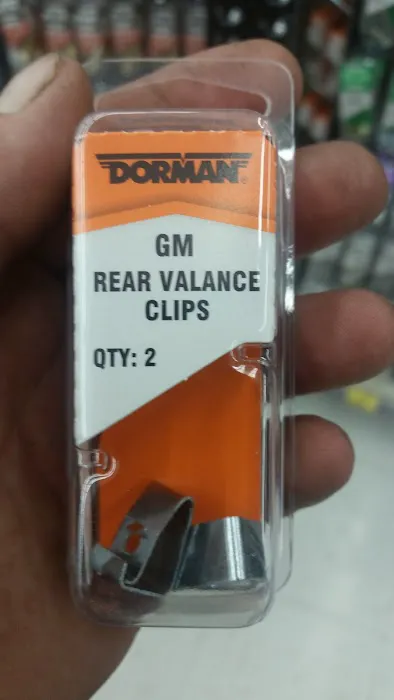 DORMAN®
GM
REAR VALANCE
CLIPS
QTY: 2